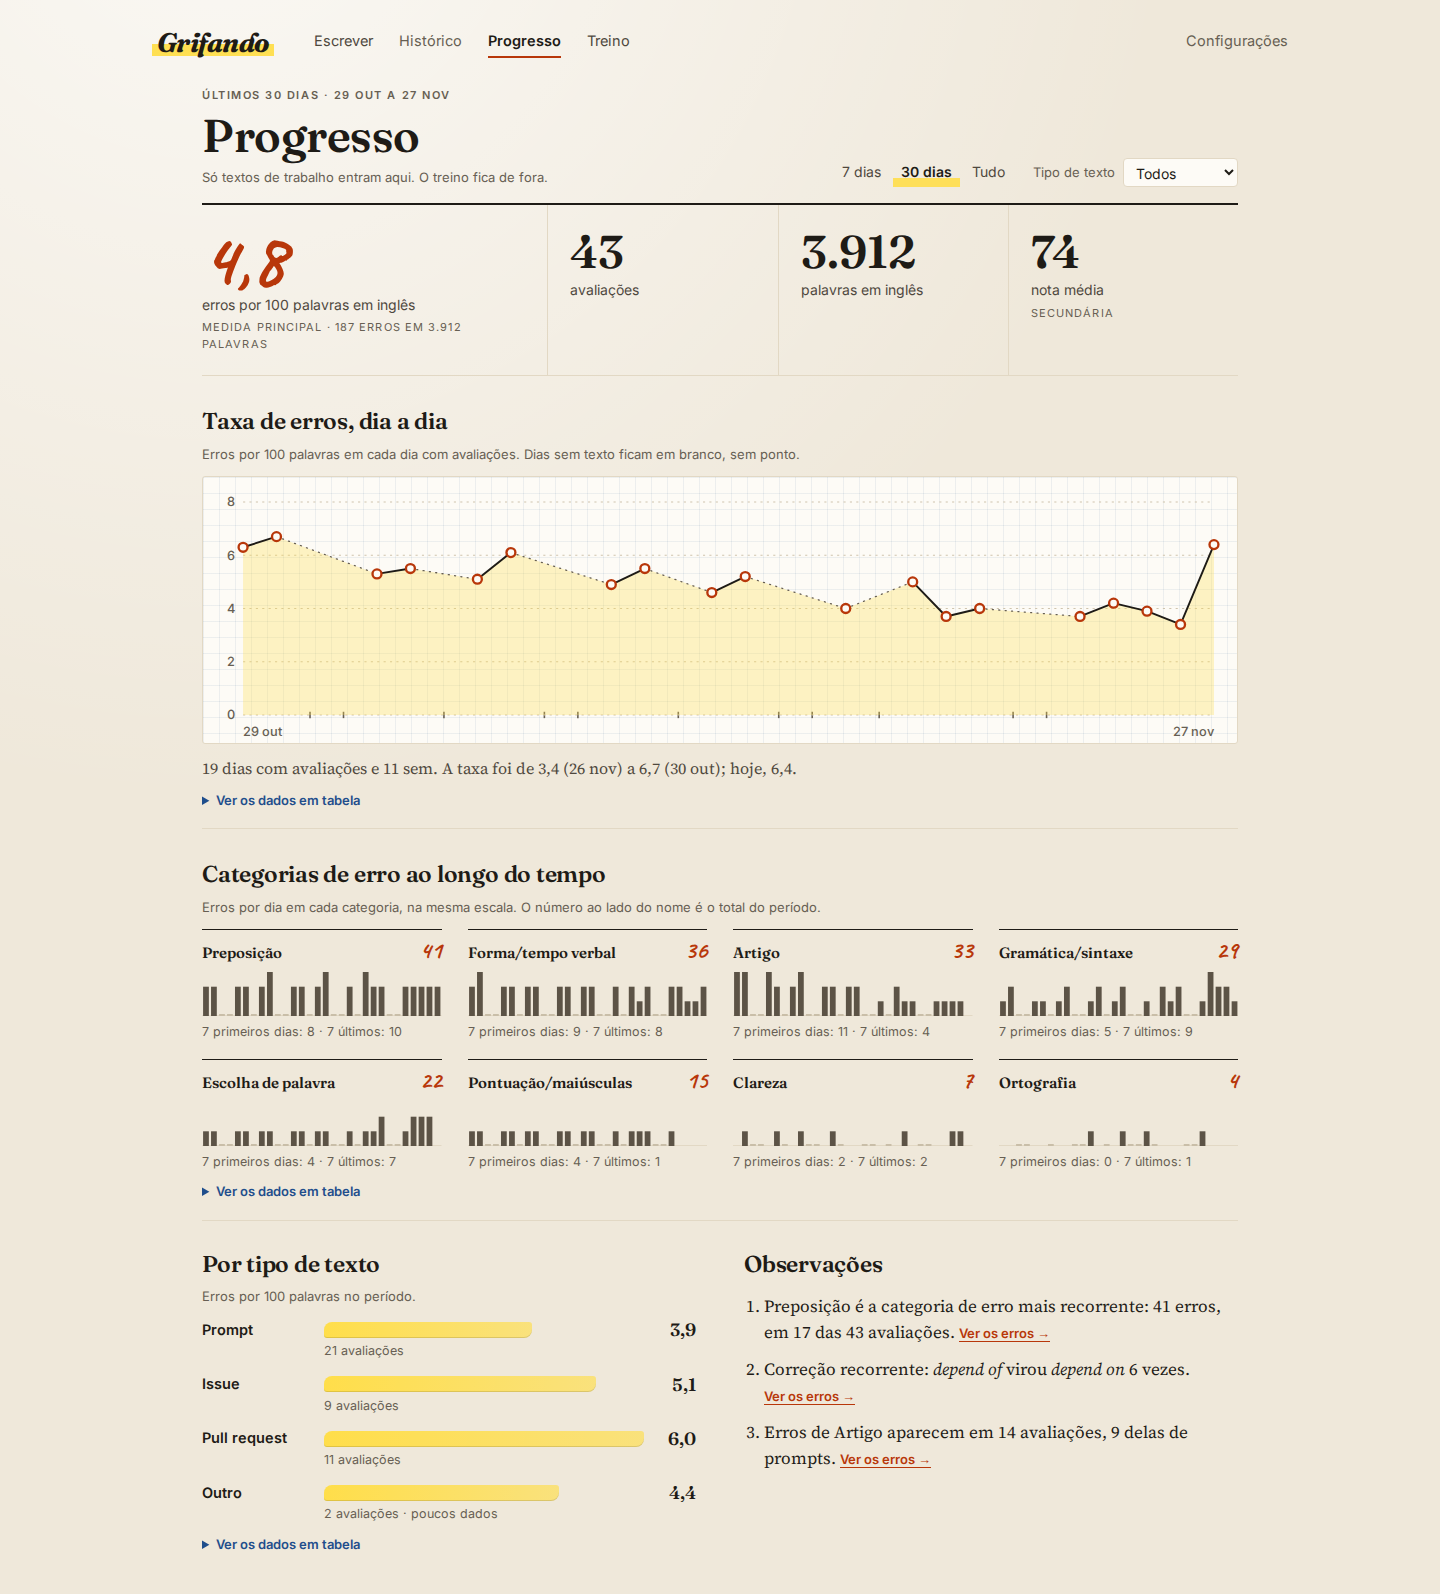 Grifando
Escrever
Histórico
Progresso
Treino
Configurações
ÚLTIMOS 30 DIAS · 29 OUT A 27 NOV
Progresso
Só textos de trabalho entram aqui. O treino fica de fora.
7 dias
30 dias
Tudo
Tipo de texto
Todos
4,8
erros por 100 palavras em inglês
MEDIDA PRINCIPAL · 187 ERROS EM 3.912
PALAVRAS
43
avaliações
3.912
palavras em inglês
74
nota média
SECUNDÁRIA
Taxa de erros, dia a dia
Erros por 100 palavras em cada dia com avaliações. Dias sem texto ficam em branco, sem ponto.
8
6
4
2
0
29 out
27 nov
19 dias com avaliações e 11 sem. A taxa foi de 3,4 (26 nov) a 6,7 (30 out); hoje, 6,4.
Ver os dados em tabela
Categorias de erro ao longo do tempo
Erros por dia em cada categoria, na mesma escala. O número ao lado do nome é o total do período.
Preposição 41
7 primeiros dias: 8 · 7 últimos: 10
Forma/tempo verbal 36
7 primeiros dias: 9 · 7 últimos: 8
Artigo 33
7 primeiros dias: 11 · 7 últimos: 4
Gramática/sintaxe 29
7 primeiros dias: 5 · 7 últimos: 9
Escolha de palavra 22
7 primeiros dias: 4 · 7 últimos: 7
Pontuação/maiúsculas 15
7 primeiros dias: 4 · 7 últimos: 1
Clareza 7
7 primeiros dias: 2 · 7 últimos: 2
Ortografia 4
7 primeiros dias: 0 · 7 últimos: 1
Ver os dados em tabela
Por tipo de texto
Erros por 100 palavras no período.
Prompt 3,9
21 avaliações
Issue 5,1
9 avaliações
Pull request 6,0
11 avaliações
Outro 4,4
2 avaliações · poucos dados
Ver os dados em tabela
Observações
1. Preposição é a categoria de erro mais recorrente: 41 erros,
em 17 das 43 avaliações. Ver os erros →
2. Correção recorrente: depend of virou depend on 6 vezes.
Ver os erros →
3. Erros de Artigo aparecem em 14 avaliações, 9 delas de
prompts. Ver os erros →